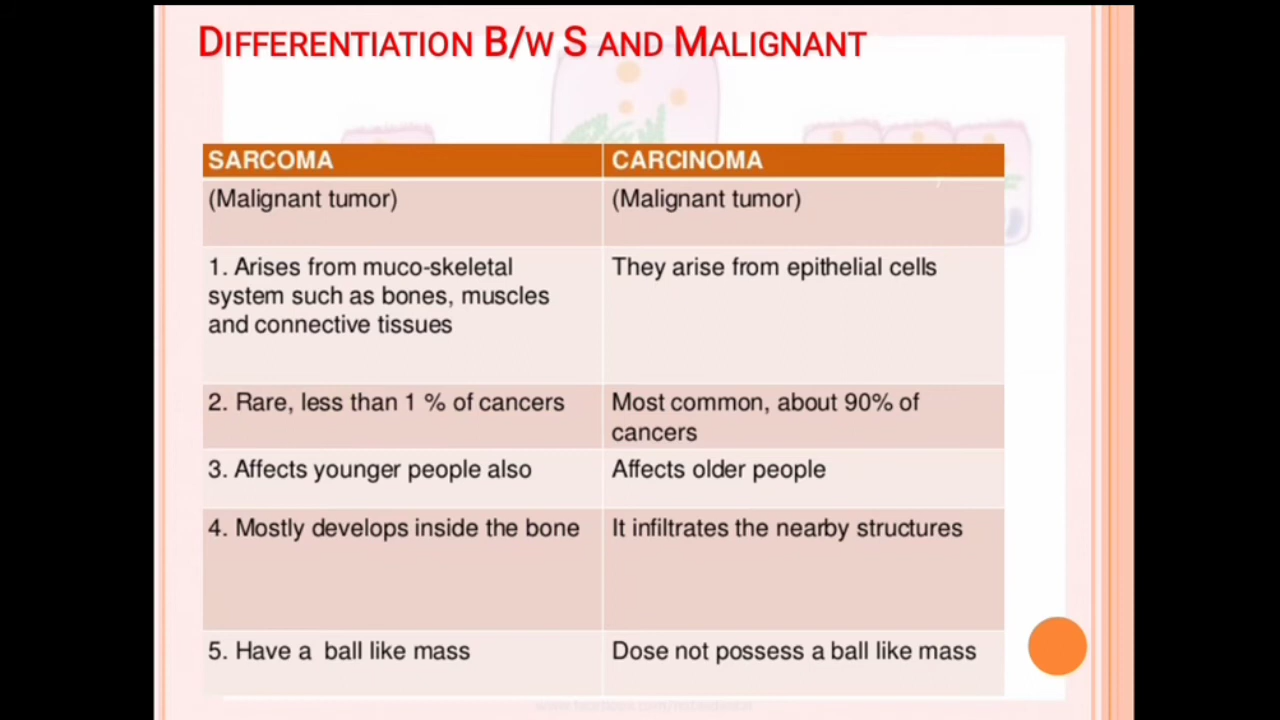 DIFFERENTIATION B/W S AND MALIGNANT
SARCOMA
CARCINOMA
(Malignant tumor)
(Malignant tumor)
1. Arises from muco-skeletal
system such as bones, muscles
and connective tissues
They arise from epithelial cells
2. Rare, less than 1 % of cancers
Most common, about 90% of
cancers
3. Affects younger people also
Affects older people
4. Mostly develops inside the bone
It infiltrates the nearby structures
5. Have a ball like mass
Dose not possess a ball like mass